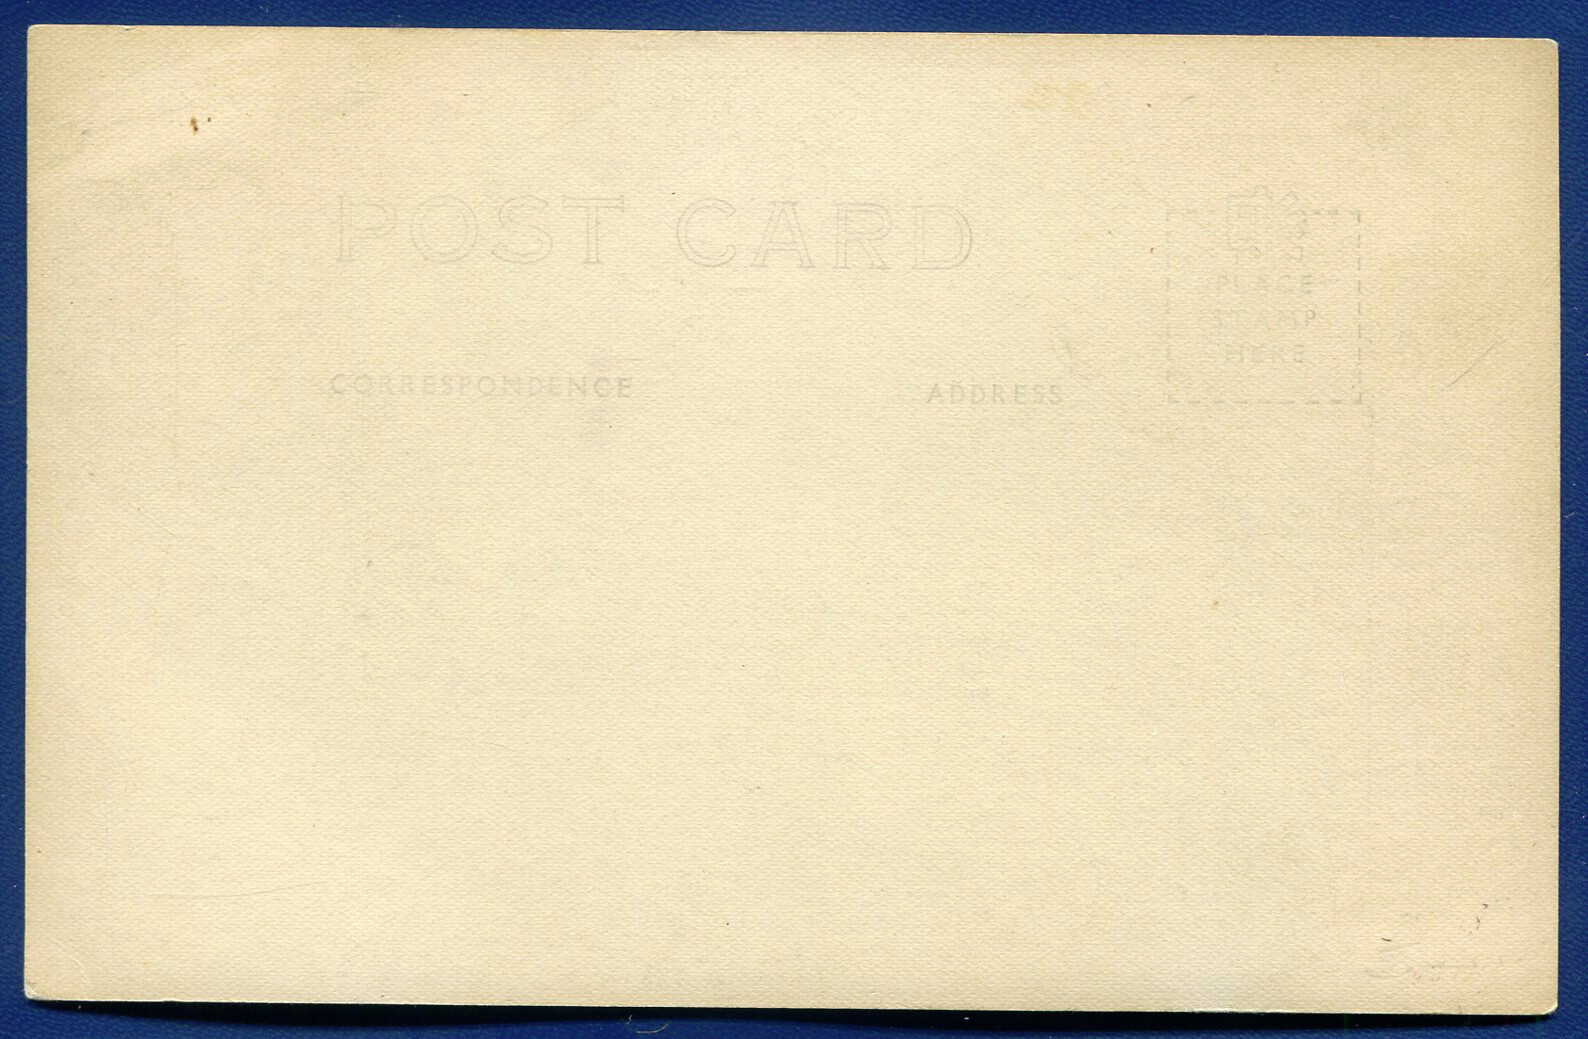 POST CARD
PLACE
STAMP
HERE
CORRESPONDENCE
ADDRESS